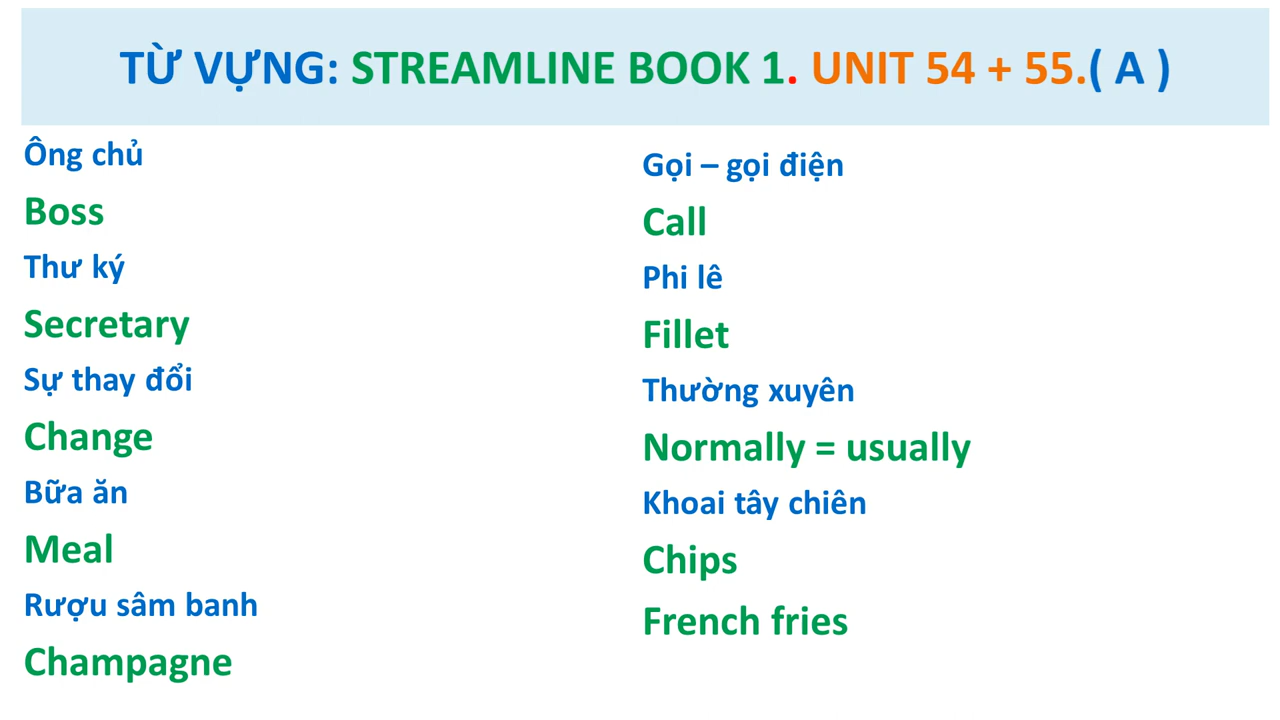 TỪ VỰNG: STREAMLINE BOOK 1. UNIT 54 + 55.( A )
Ông chủ
Boss
Thư ký
Secretary
Sự thay đổi
Change
Bữa ăn
Meal
Rượu sâm banh
Champagne
Gọi – gọi điện
Call
Phi lê
Fillet
Thường xuyên
Normally = usually
Khoai tây chiên
Chips
French fries